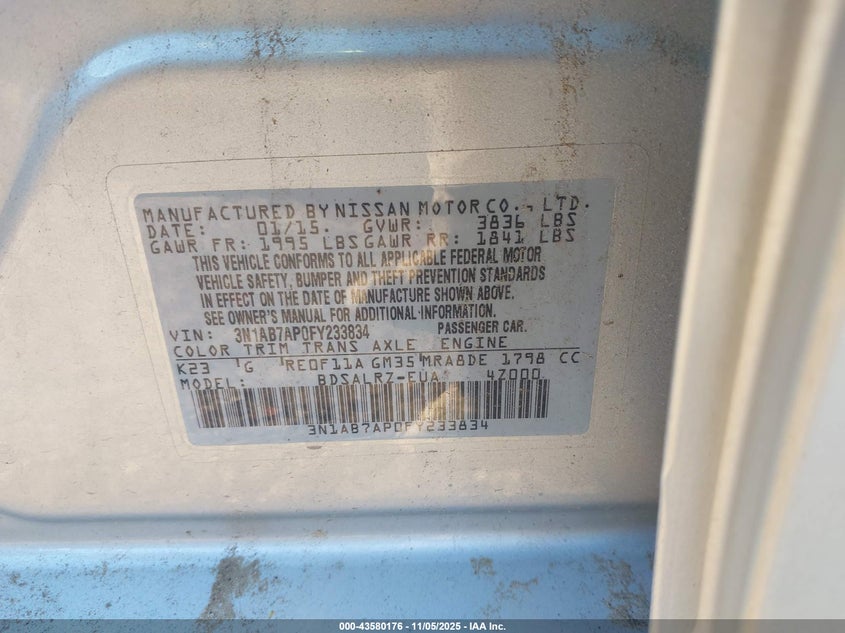 MANUFACTURED BY NISSAN MOTOR CO., LTD.
DATE: 01/15. GVWR: 3836 LBS
GAWR FR: 1995 LBS GAWR RR: 1841 LBS
THIS VEHICLE CONFORMS TO ALL APPLICABLE FEDERAL MOTOR
VEHICLE SAFETY, BUMPER AND THEFT PREVENTION STANDARDS
IN EFFECT ON THE DATE OF MANUFACTURE SHOWN ABOVE.
SEE OWNER'S MANUAL FOR ADDITIONAL INFORMATION.
VIN: 3N1AB7AP0FY233834 PASSENGER CAR.
COLOR TRIM TRANS AXLE ENGINE
K23 G RE0F11A GM35 MRA8DE 1798 CC
MODEL: BDSALRZ-EUA 4Z000
3N1AB7AP0FY233834
000-43580176 - 11/05/2025 - IAA Inc.